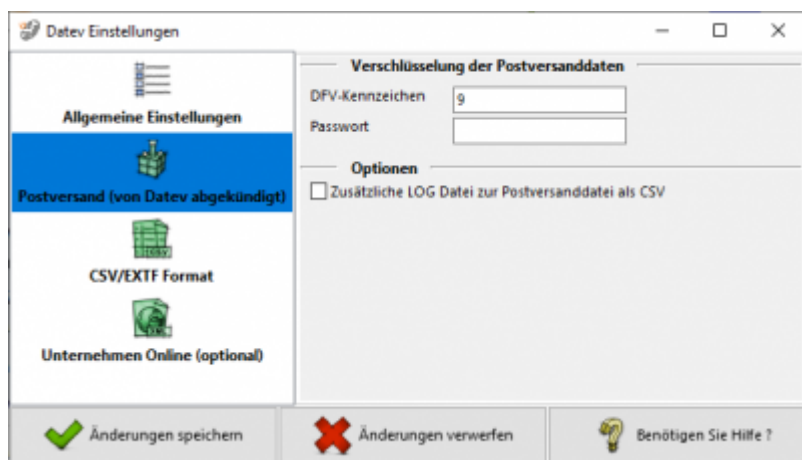 Datev Einstellungen
Allgemeine Einstellungen
Postversand (von Datev abgekündigt)
CSV/EXTF Format
Unternehmen Online (optional)
Verschlüsselung der Postversanddaten
DFV-Kennzeichen 9
Passwort
Optionen
Zusätzliche LOG Datei zur Postversanddatei als CSV
Änderungen speichern
Änderungen verwerfen
Benötigen Sie Hilfe ?